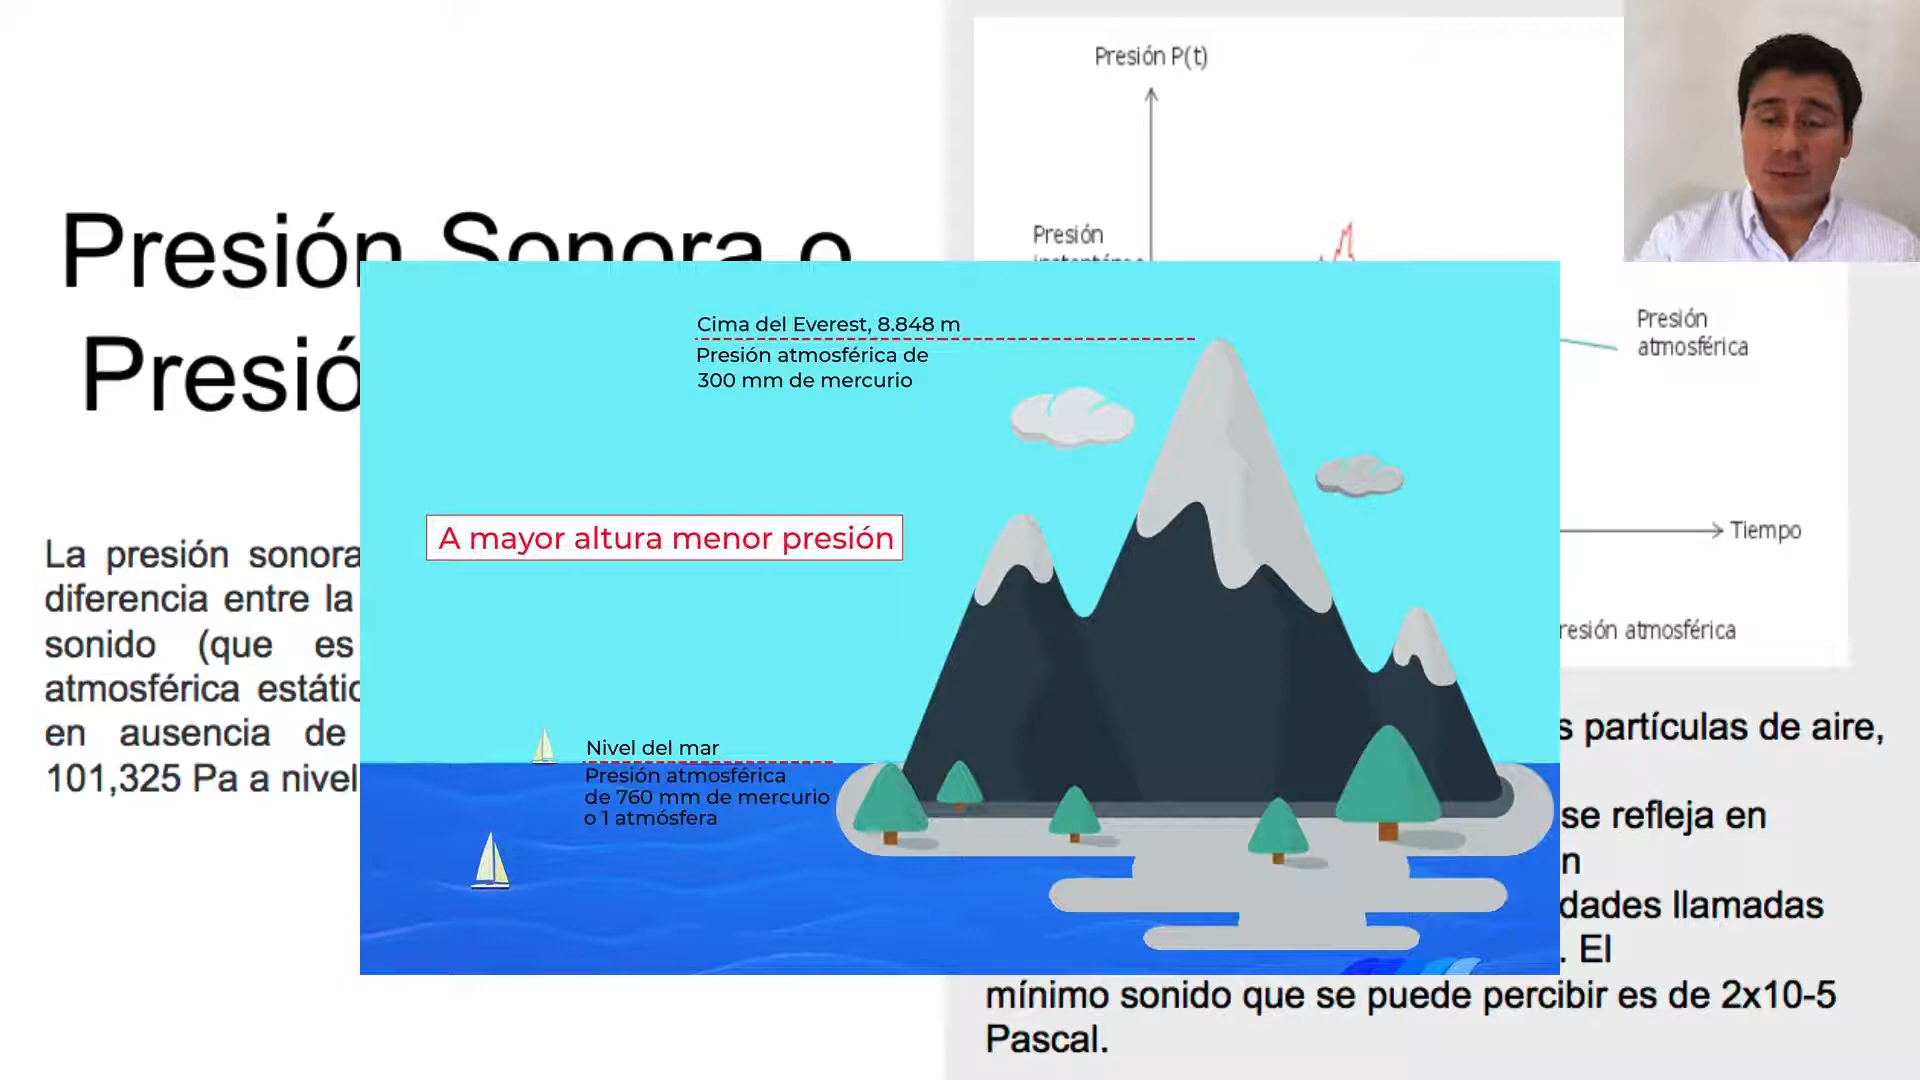 Presión Sonora o
Presió
La presión sonora
diferencia entre la
sonido (que es
atmosférica estátic
en ausencia de
101,325 Pa a nivel
Presión P(t)
Presión
Presión
atmosférica
Tiempo
resión atmosférica
Cima del Everest, 8.848 m
Presión atmosférica de
300 mm de mercurio
A mayor altura menor presión
Nivel del mar
Presión atmosférica
de 760 mm de mercurio
o 1 atmósfera
s partículas de aire,
se refleja en
n
dades llamadas
. El
mínimo sonido que se puede percibir es de 2x10-5
Pascal.